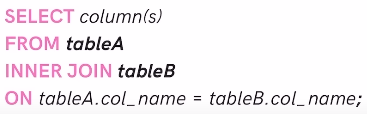 SELECT column(s)
FROM tableA
INNER JOIN tableB
ON tableA.col_name = tableB.col_name;